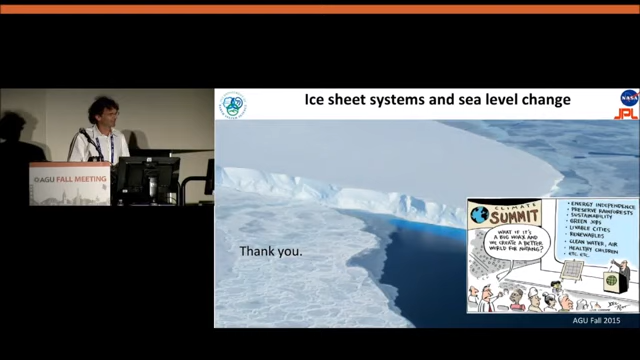 AGU FALL MEETING
Ice sheet systems and sea level change
NASA
JPL
Thank you.
CLIMATE
SUMMIT
WHAT IF IT'S
A BIG HOAX AND
WE CREATE A BETTER
WORLD FOR NOTHING?
• ENERGY INDEPENDENCE
• PRESERVE RAINFORESTS
• SUSTAINABILITY
• GREEN JOBS
• LIVABLE CITIES
• RENEWABLES
• CLEAN WATER, AIR
• HEALTHY CHILDREN
• ETC. ETC.
AGU Fall 2015